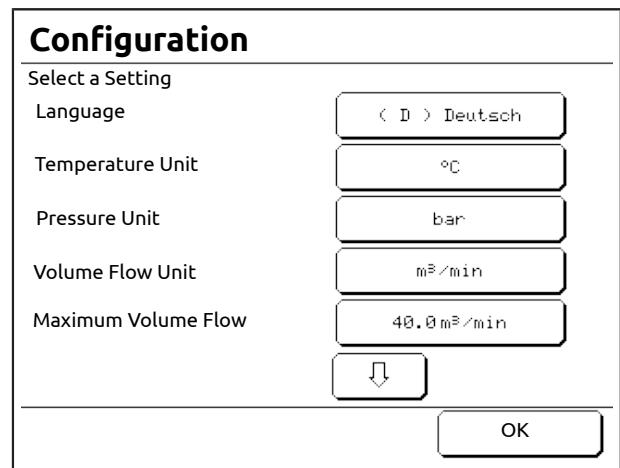 Configuration
Select a Setting
Language ( D ) Deutsch
Temperature Unit °C
Pressure Unit bar
Volume Flow Unit m³/min
Maximum Volume Flow 40.0m³/min
OK